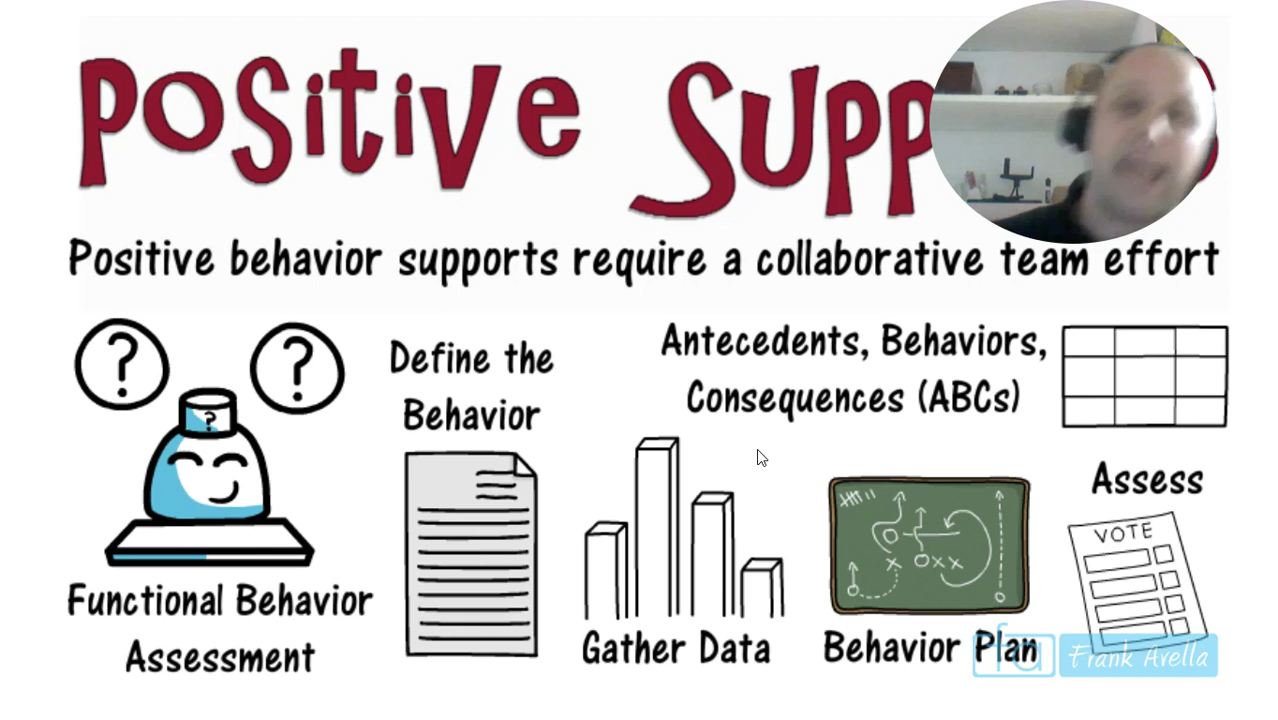 Positive Supp
Positive behavior supports require a collaborative team effort
? ?
?
Define the
Behavior
Antecedents, Behaviors,
Consequences (ABCs)
Assess
VOTE
Functional Behavior
Assessment
Gather Data
Behavior Plan
fa Frank Avella